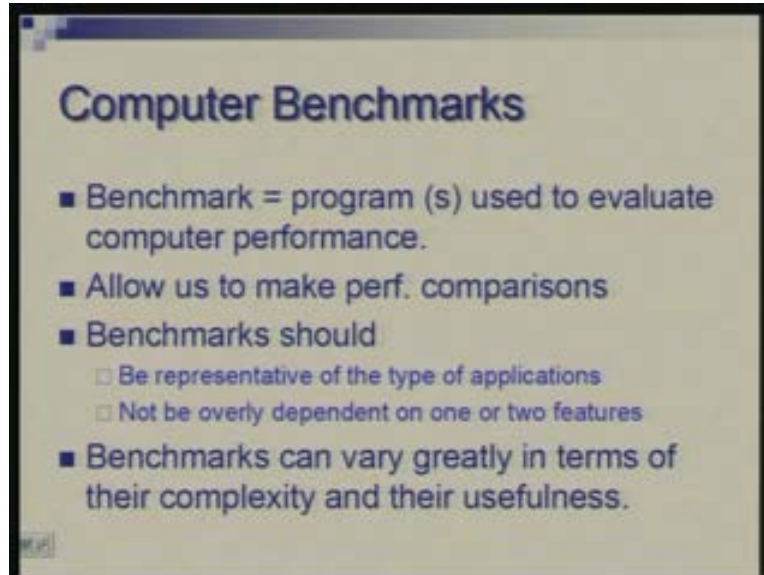 Computer Benchmarks
■ Benchmark = program (s) used to evaluate
computer performance.
■ Allow us to make perf. comparisons
■ Benchmarks should
□ Be representative of the type of applications
□ Not be overly dependent on one or two features
■ Benchmarks can vary greatly in terms of
their complexity and their usefulness.